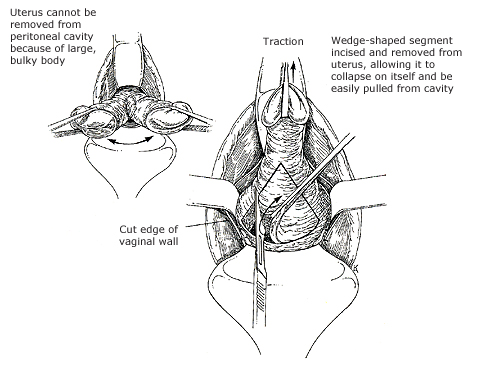 Uterus cannot be
removed from
peritoneal cavity
because of large,
bulky body
Traction
Wedge-shaped segment
incised and removed from
uterus, allowing it to
collapse on itself and be
easily pulled from cavity
Cut edge of
vaginal wall